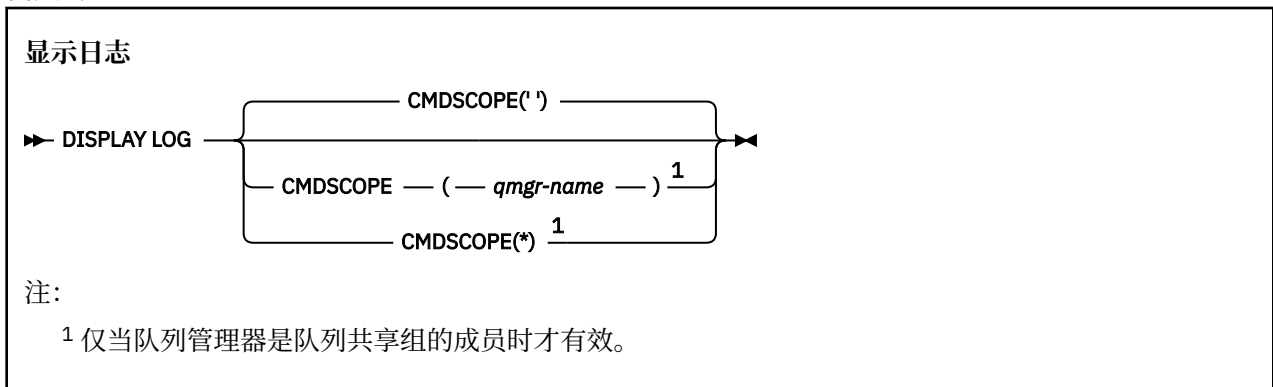 显示日志
CMDSCOPE(' ')
DISPLAY LOG
CMDSCOPE ( qmgr-name ) 1
CMDSCOPE(*) 1
注：
1 仅当队列管理器是队列共享组的成员时才有效。